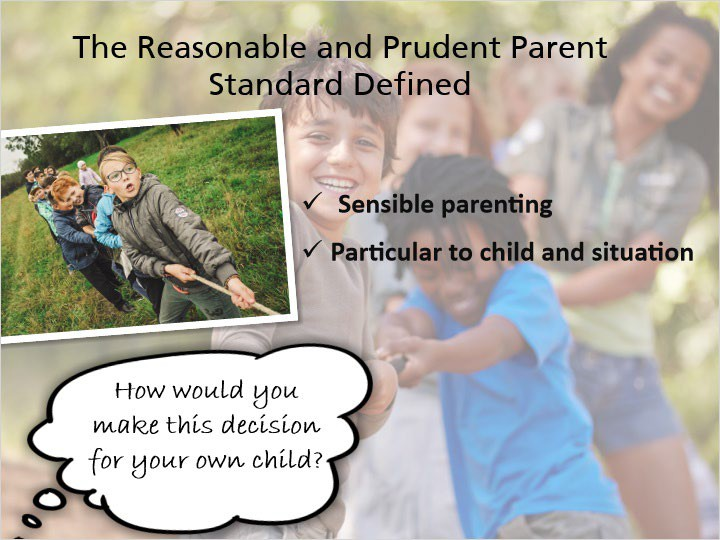 The Reasonable and Prudent Parent
Standard Defined
✓ Sensible parenting
✓ Particular to child and situation
How would you
make this decision
for your own child?